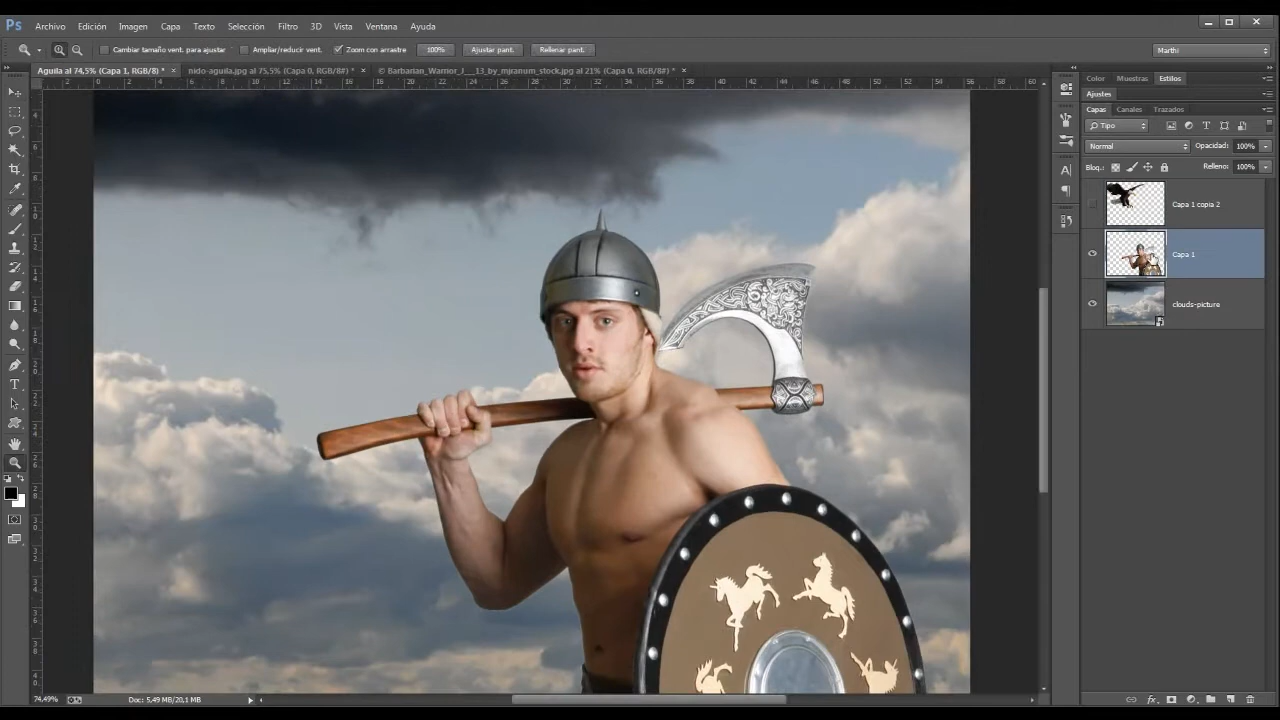 Ps Archivo Edición Imagen Capa Texto Selección Filtro 3D Vista Ventana Ayuda
Cambiar tamaño vent. para ajustar Ampliar/reducir vent. Zoom con arrastre 100% Ajustar pant. Rellenar pant. Marthi
Aguila al 74,5% (Capa 1, RGB/8) * × nido-aguila.jpg al 75,5% (Capa 0, RGB/8#) * × © Barbarian_Warrior_J___13_by_mjranum_stock.jpg al 21% (Capa 0, RGB/8#) * ×
Color Muestras Estilos
Ajustes
Capas Canales Trazados
Tipo
Normal Opacidad: 100%
Bloq.: Relleno: 100%
Capa 1 copia 2
Capa 1
clouds-picture
74,49% Doc: 5,49 MB/20,1 MB